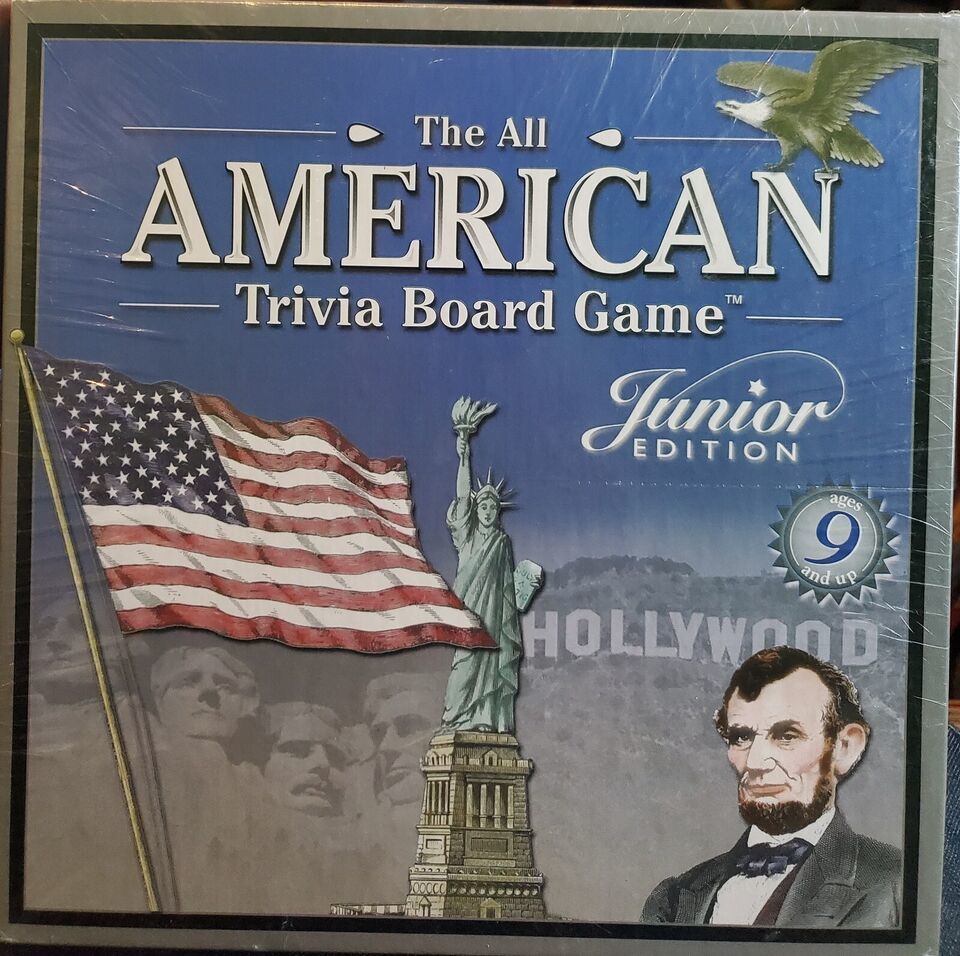 The All
AMERICAN
Trivia Board Game™
Junior
EDITION
ages
9
and up
HOLLYWOOD